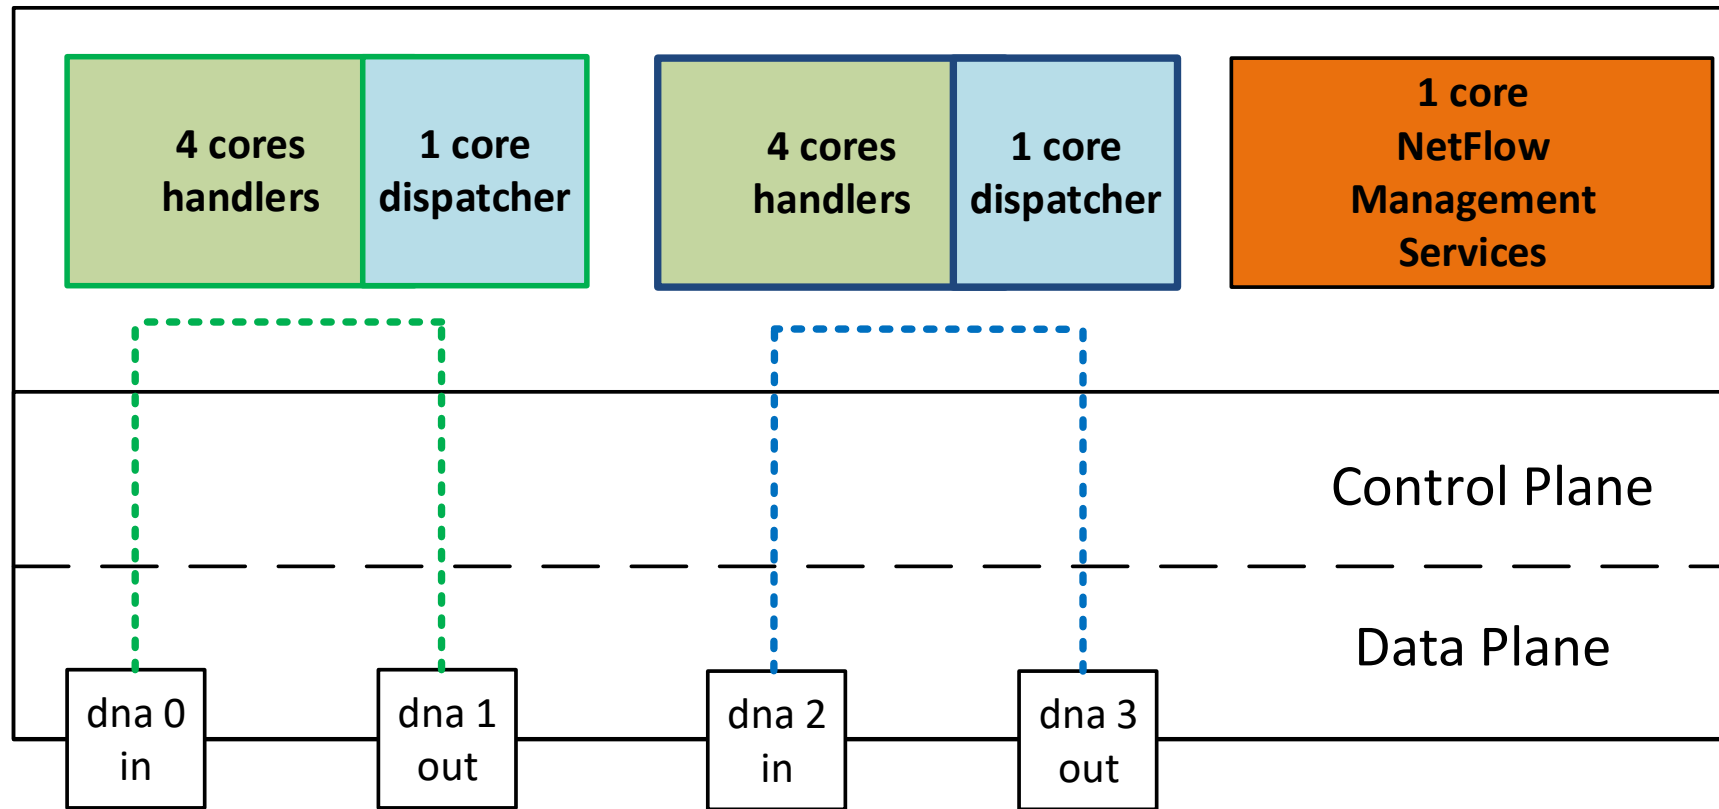 4 cores
handlers
1 core
dispatcher
4 cores
handlers
1 core
dispatcher
1 core
NetFlow
Management
Services
Control Plane
Data Plane
dna 0
in
dna 1
out
dna 2
in
dna 3
out